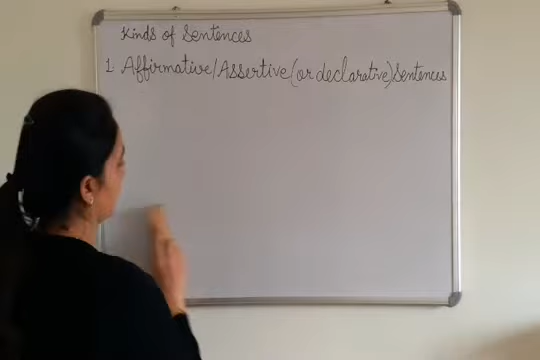 Kinds of Sentences
1. Affirmative/Assertive (or declarative) Sentences